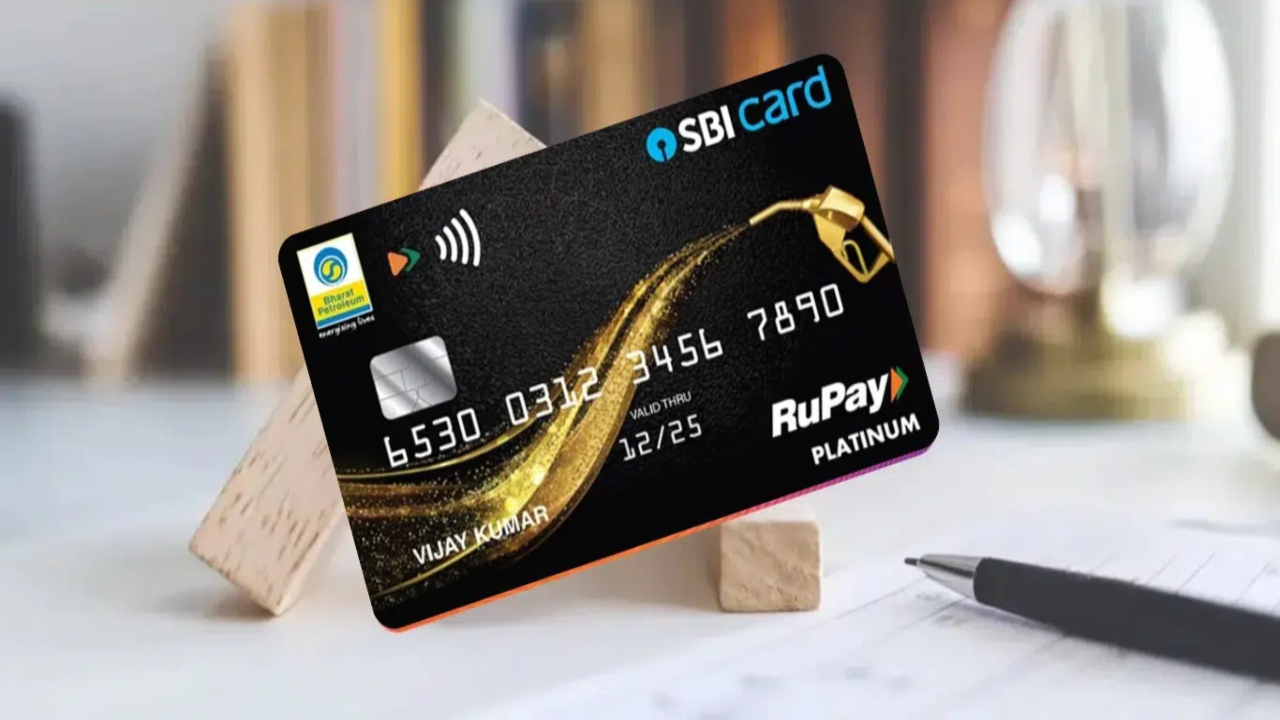 SBI card
Bharat
Petroleum
energising lives
6530 0312 3456 7890
VALID THRU
12/25
RuPay
PLATINUM
VIJAY KUMAR